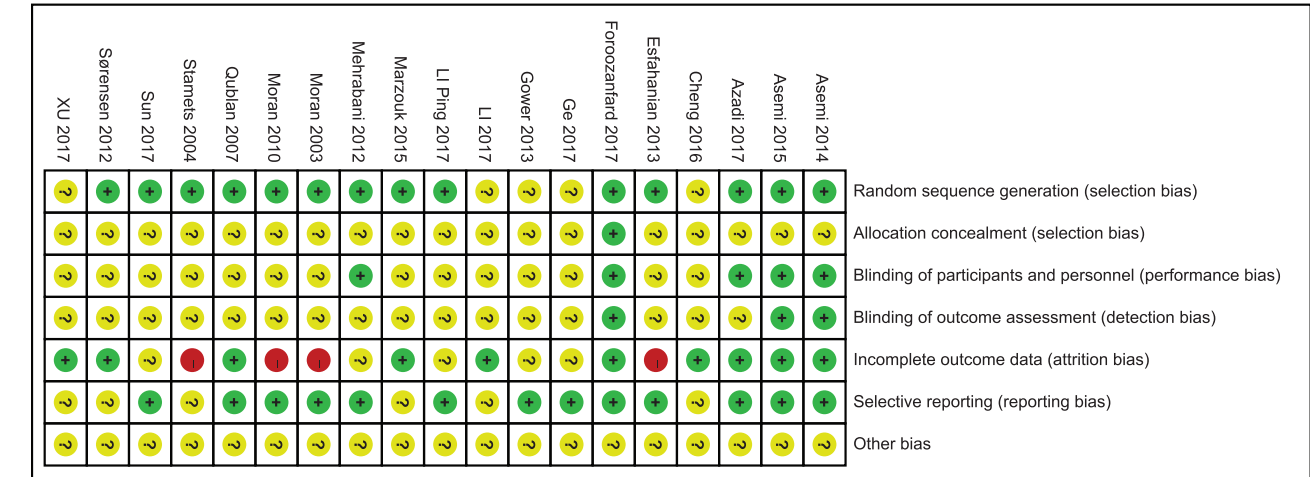 XU 2017
Sørensen 2012
Sun 2017
Stamets 2004
Qublan 2007
Moran 2010
Moran 2003
Mehrabani 2012
Marzouk 2015
LI Ping 2017
LI 2017
Gower 2013
Ge 2017
Foroozanfard 2017
Esfahanian 2013
Cheng 2016
Azadi 2017
Asemi 2015
Asemi 2014
? + + + + + + + + + ? ? ? + + ? + + + Random sequence generation (selection bias)
? ? ? ? ? ? ? ? ? ? ? ? ? + ? ? ? ? ? Allocation concealment (selection bias)
? ? ? ? ? ? ? + ? ? ? ? ? + ? ? + + + Blinding of participants and personnel (performance bias)
? ? ? ? ? ? ? ? ? ? ? ? ? + ? ? ? + + Blinding of outcome assessment (detection bias)
+ + ? – + – – ? + ? + ? ? + – + + + + Incomplete outcome data (attrition bias)
? ? + ? + + + + ? + ? + + + + ? + + + Selective reporting (reporting bias)
? ? ? ? ? ? ? ? ? ? ? ? ? ? ? ? ? ? ? Other bias